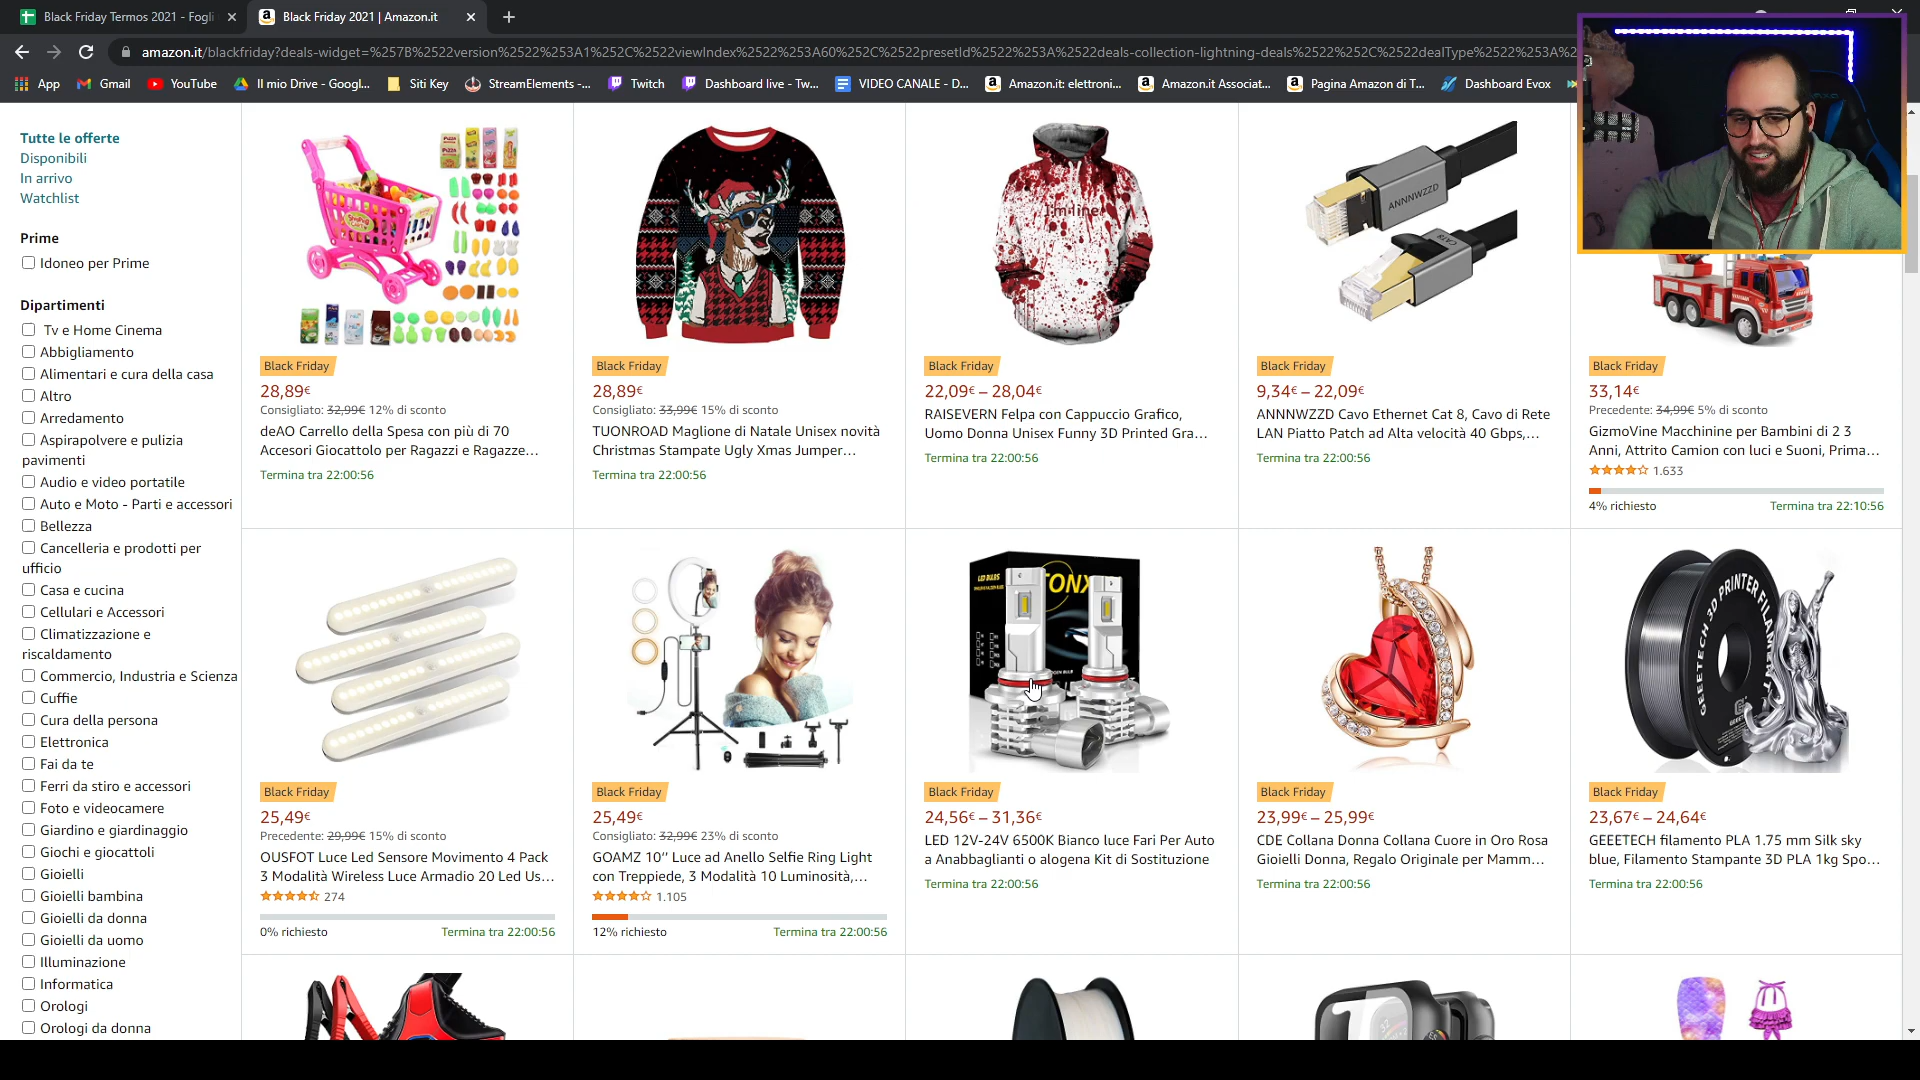 Black Friday Termos 2021 - Fogli
Black Friday 2021 | Amazon.it
amazon.it/blackfriday?deals-widget=%257B%2522version%2522%253A1%252C%2522viewIndex%2522%253A60%252C%2522presetId%2522%253A%2522deals-collection-lightning-deals%2522%252C%2522dealType%2522%253A%2
App
Gmail
YouTube
Il mio Drive - Googl...
Siti Key
StreamElements -...
Twitch
Dashboard live - Tw...
VIDEO CANALE - D...
Amazon.it: elettroni...
Amazon.it Associat...
Pagina Amazon di T...
Dashboard Evox
Tutte le offerte
Disponibili
In arrivo
Watchlist
Prime
Idoneo per Prime
Dipartimenti
Tv e Home Cinema
Abbigliamento
Alimentari e cura della casa
Altro
Arredamento
Aspirapolvere e pulizia
pavimenti
Audio e video portatile
Auto e Moto - Parti e accessori
Bellezza
Cancelleria e prodotti per
ufficio
Casa e cucina
Cellulari e Accessori
Climatizzazione e
riscaldamento
Commercio, Industria e Scienza
Cuffie
Cura della persona
Elettronica
Fai da te
Ferri da stiro e accessori
Foto e videocamere
Giardino e giardinaggio
Giochi e giocattoli
Gioielli
Gioielli bambina
Gioielli da donna
Gioielli da uomo
Illuminazione
Informatica
Orologi
Orologi da donna
Black Friday
28,89€
Consigliato: 32,99€ 12% di sconto
deAO Carrello della Spesa con più di 70
Accesori Giocattolo per Ragazzi e Ragazze...
Termina tra 22:00:56
Black Friday
28,89€
Consigliato: 33,99€ 15% di sconto
TUONROAD Maglione di Natale Unisex novità
Christmas Stampate Ugly Xmas Jumper...
Termina tra 22:00:56
I'm fine!
Black Friday
22,09€ – 28,04€
RAISEVERN Felpa con Cappuccio Grafico,
Uomo Donna Unisex Funny 3D Printed Gra...
Termina tra 22:00:56
ANNNWZZD
CAT8
Black Friday
9,34€ – 22,09€
ANNNWZZD Cavo Ethernet Cat 8, Cavo di Rete
LAN Piatto Patch ad Alta velocità 40 Gbps,...
Termina tra 22:00:56
Black Friday
33,14€
Precedente: 34,99€ 5% di sconto
GizmoVine Macchinine per Bambini di 2 3
Anni, Attrito Camion con luci e Suoni, Prima...
1.633
4% richiesto
Termina tra 22:10:56
Black Friday
25,49€
Precedente: 29,99€ 15% di sconto
OUSFOT Luce Led Sensore Movimento 4 Pack
3 Modalità Wireless Luce Armadio 20 Led Us...
274
0% richiesto
Termina tra 22:00:56
Black Friday
25,49€
Consigliato: 32,99€ 23% di sconto
GOAMZ 10’’ Luce ad Anello Selfie Ring Light
con Treppiede, 3 Modalità 10 Luminosità,...
1.105
12% richiesto
Termina tra 22:00:56
LED BULBS
Black Friday
24,56€ – 31,36€
LED 12V-24V 6500K Bianco luce Fari Per Auto
a Anabbaglianti o alogena Kit di Sostituzione
Termina tra 22:00:56
Black Friday
23,99€ – 25,99€
CDE Collana Donna Collana Cuore in Oro Rosa
Gioielli Donna, Regalo Originale per Mamm...
Termina tra 22:00:56
GEEETECH 3D PRINTER FILAMENT
Black Friday
23,67€ – 24,64€
GEEETECH filamento PLA 1.75 mm Silk sky
blue, Filamento Stampante 3D PLA 1kg Spo...
Termina tra 22:00:56